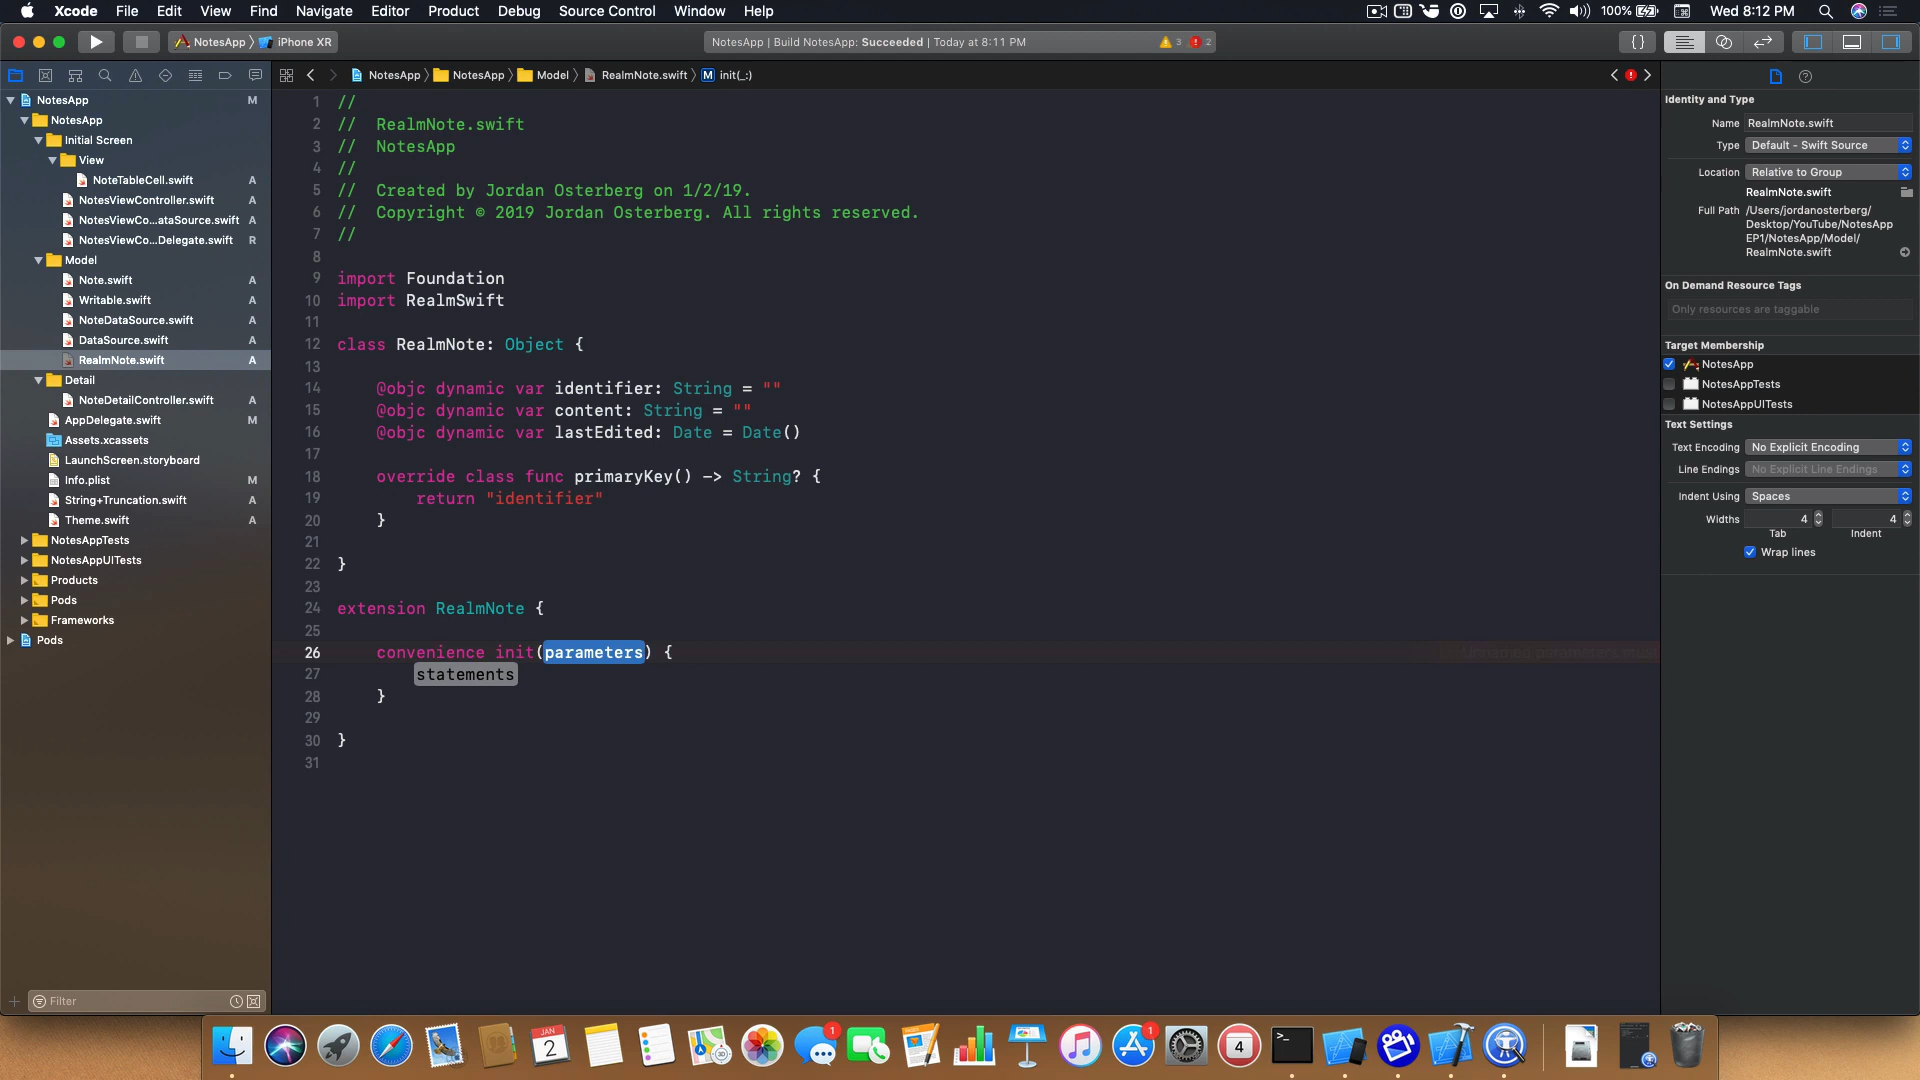 Xcode File Edit View Find Navigate Editor Product Debug Source Control Window Help 100% Wed 8:12 PM
NotesApp iPhone XR NotesApp | Build NotesApp: Succeeded | Today at 8:11 PM 3 2 {}
NotesApp NotesApp Model RealmNote.swift M init(_:)
NotesApp M
NotesApp
Initial Screen
View
NoteTableCell.swift A
NotesViewController.swift A
NotesViewCo...ataSource.swift A
NotesViewCo...Delegate.swift R
Model
Note.swift A
Writable.swift A
NoteDataSource.swift A
DataSource.swift A
RealmNote.swift A
Detail
NoteDetailController.swift A
AppDelegate.swift M
Assets.xcassets
LaunchScreen.storyboard
Info.plist M
String+Truncation.swift A
Theme.swift A
NotesAppTests
NotesAppUITests
Products
Pods
Frameworks
Pods
Filter
1 //
2 // RealmNote.swift
3 // NotesApp
4 //
5 // Created by Jordan Osterberg on 1/2/19.
6 // Copyright © 2019 Jordan Osterberg. All rights reserved.
7 //
8
9 import Foundation
10 import RealmSwift
11
12 class RealmNote: Object {
13
14 @objc dynamic var identifier: String = ""
15 @objc dynamic var content: String = ""
16 @objc dynamic var lastEdited: Date = Date()
17
18 override class func primaryKey() -> String? {
19 return "identifier"
20 }
21
22 }
23
24 extension RealmNote {
25
26 convenience init(parameters) { Unnamed parameters must
27 statements
28 }
29
30 }
31
Identity and Type
Name RealmNote.swift
Type Default - Swift Source
Location Relative to Group
RealmNote.swift
Full Path /Users/jordanosterberg/
Desktop/YouTube/NotesApp
EP1/NotesApp/Model/
RealmNote.swift
On Demand Resource Tags
Only resources are taggable
Target Membership
NotesApp
NotesAppTests
NotesAppUITests
Text Settings
Text Encoding No Explicit Encoding
Line Endings No Explicit Line Endings
Indent Using Spaces
Widths 4 4
Tab Indent
Wrap lines
JAN
2
1
1
4